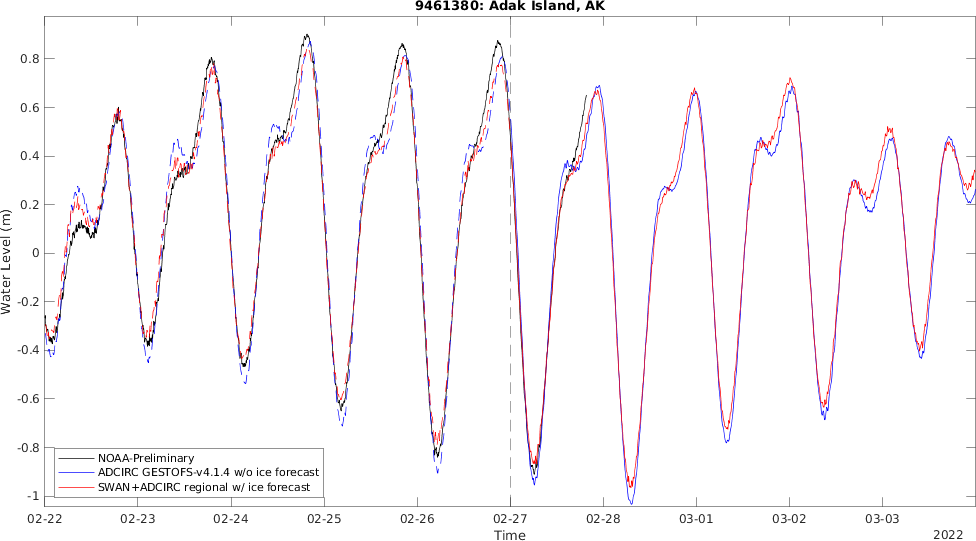 9461380: Adak Island, AK
Water Level (m)
0.8
0.6
0.4
0.2
0
-0.2
-0.4
-0.6
-0.8
-1
NOAA-Preliminary
ADCIRC GESTOFS-v4.1.4 w/o ice forecast
SWAN+ADCIRC regional w/ ice forecast
02-22 02-23 02-24 02-25 02-26 02-27 02-28 03-01 03-02 03-03
Time
2022